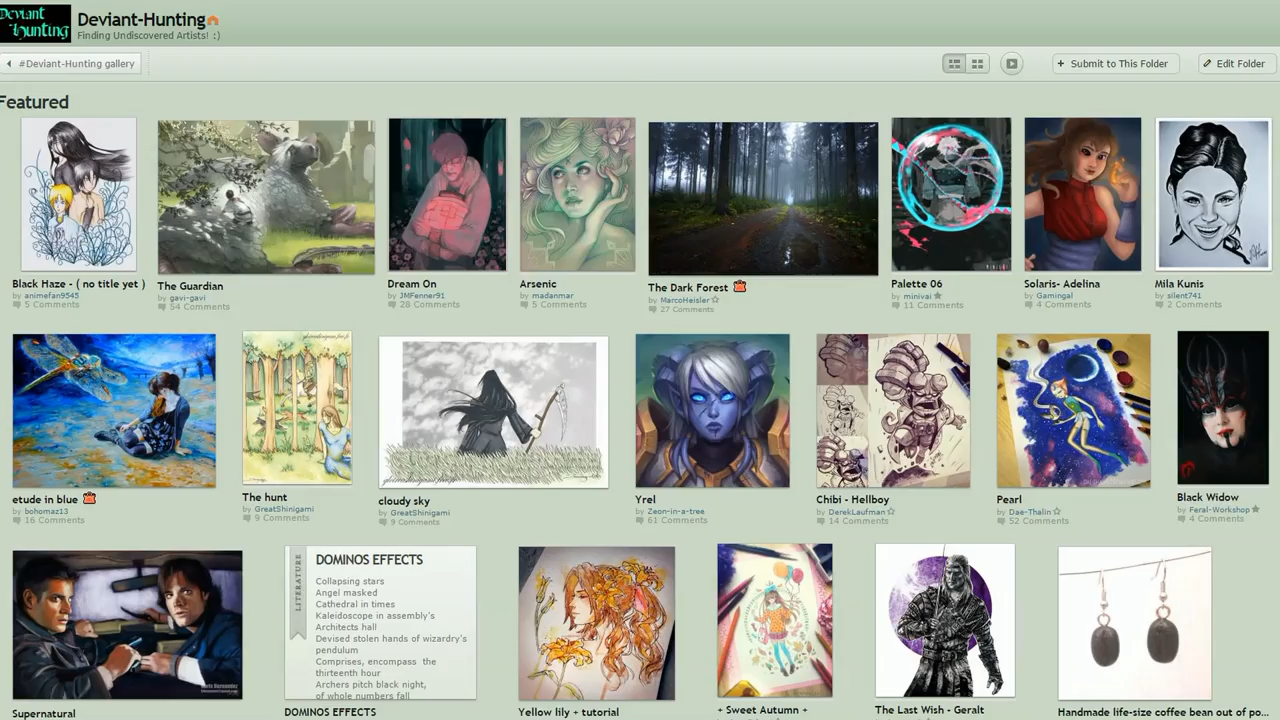 Deviant Hunting
Deviant-Hunting
Finding Undiscovered Artists! :)
#Deviant-Hunting gallery
+ Submit to This Folder
Edit Folder
Featured
Black Haze - ( no title yet )
by animefan9545
5 Comments
The Guardian
by gavi-gavi
54 Comments
Dream On
by JMFenner91
28 Comments
Arsenic
by madanmar
5 Comments
The Dark Forest
by MarcoHeisler
27 Comments
Palette 06
by minivai
11 Comments
Solaris- Adelina
by Gamingal
4 Comments
Mila Kunis
by silent741
2 Comments
etude in blue
by bohomaz13
16 Comments
The hunt
by GreatShinigami
9 Comments
cloudy sky
by GreatShinigami
9 Comments
Yrel
by Zeon-in-a-tree
61 Comments
Chibi - Hellboy
by DerekLaufman
14 Comments
Pearl
by Dae-Thalin
52 Comments
Black Widow
by Feral-Workshop
4 Comments
Supernatural
LITERATURE
DOMINOS EFFECTS
Collapsing stars
Angel masked
Cathedral in times
Kaleidoscope in assembly's
Architects hall
Devised stolen hands of wizardry's
pendulum
Comprises, encompass the
thirteenth hour
Archers pitch black night,
of whole numbers fall
DOMINOS EFFECTS
Yellow lily + tutorial
+ Sweet Autumn +
The Last Wish - Geralt
Handmade life-size coffee bean out of po...